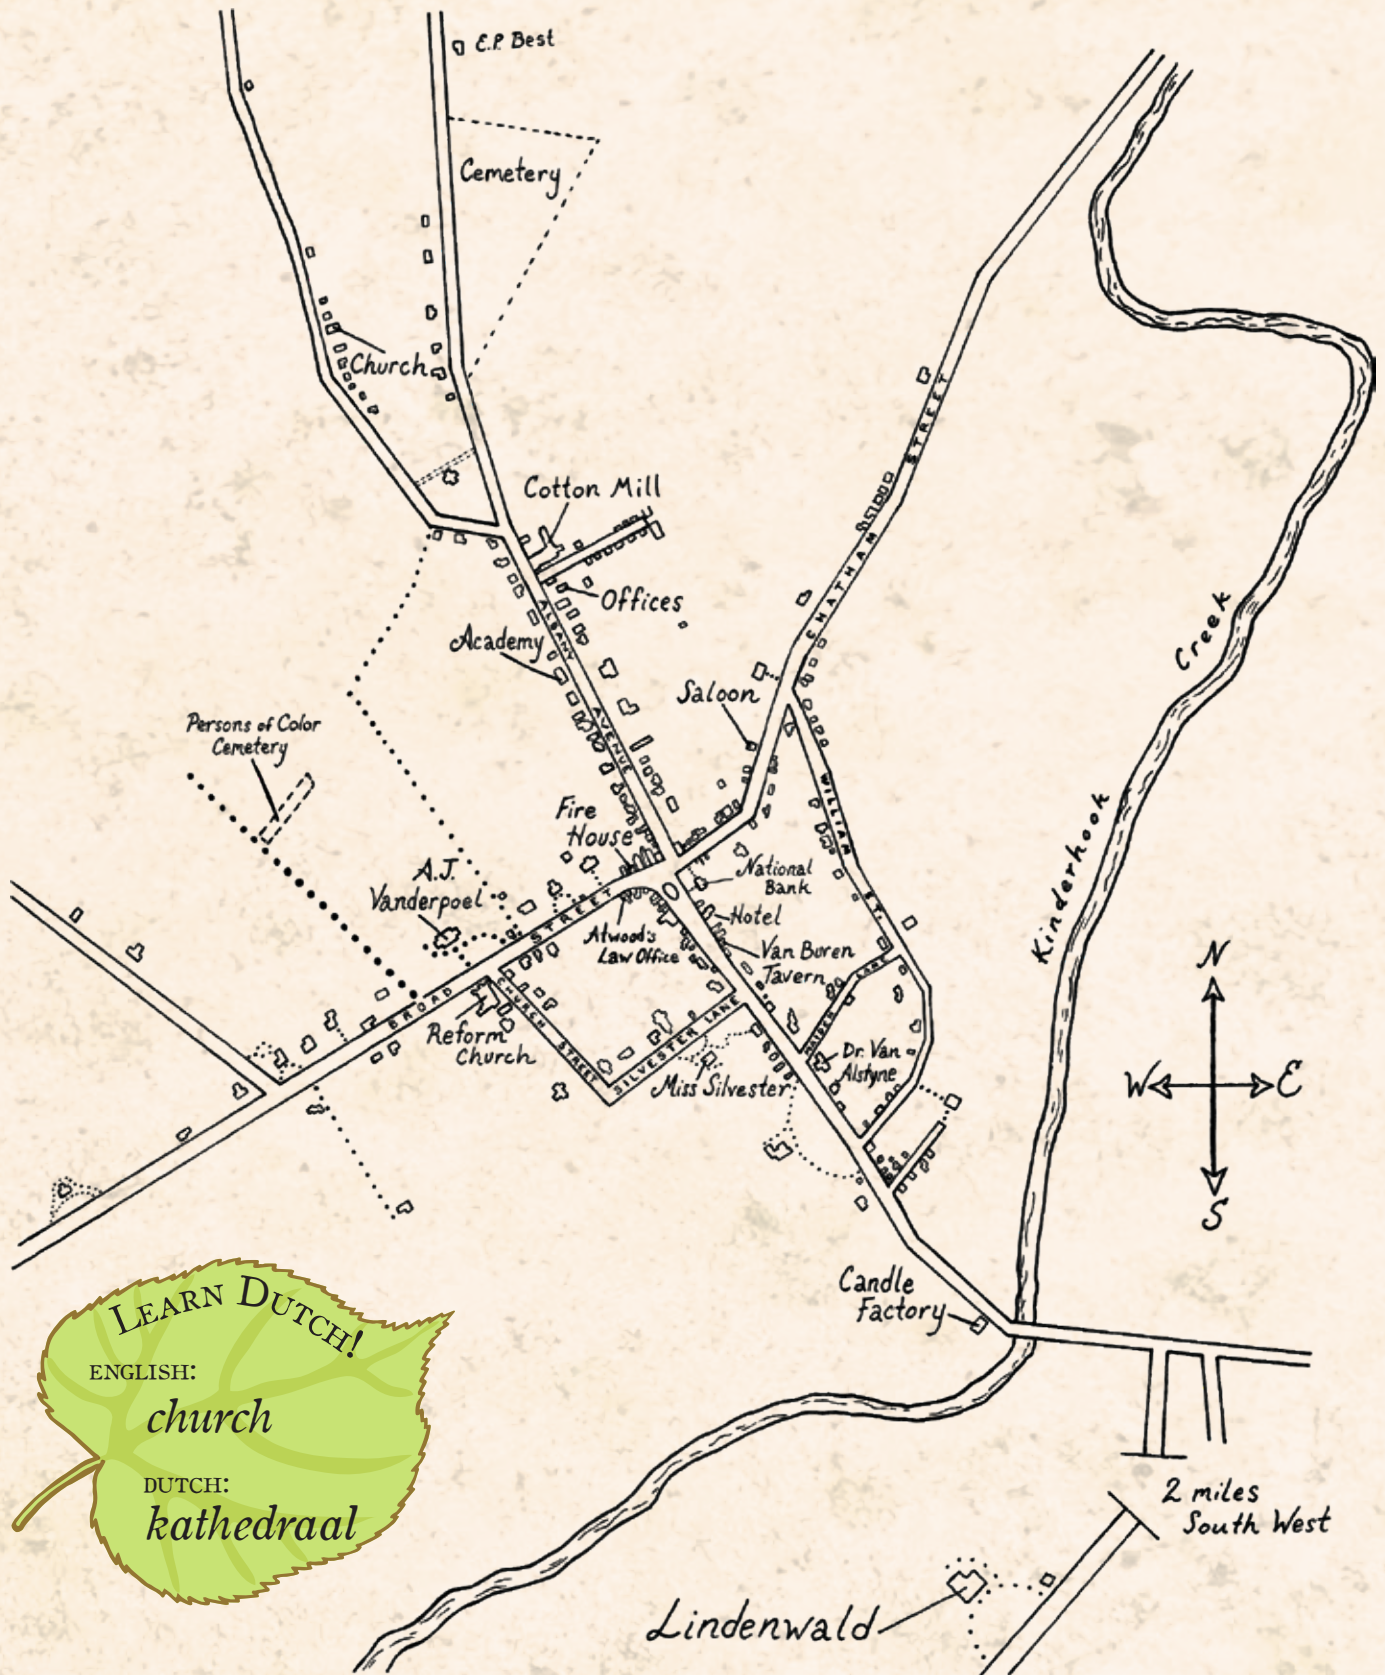 E.P. Best
Cemetery
Church
Cotton Mill
Offices
ALBANY AVENUE
Academy
CHATHAM STREET
Saloon
Creek
Kinderhook
Persons of Color
Cemetery
WILLIAM ST.
Fire
House
A.J.
Vanderpoel
National
Bank
Hotel
Atwood's
Law Office
Van Buren
Tavern
BROAD STREET
MAIDEN LANE
Reform
Church
CHURCH STREET
SILVESTER LANE
Miss Silvester
Dr. Van
Alstyne
N
W
E
S
Candle
Factory
2 miles
South West
Lindenwald
LEARN DUTCH!
ENGLISH:
church
DUTCH:
kathedraal